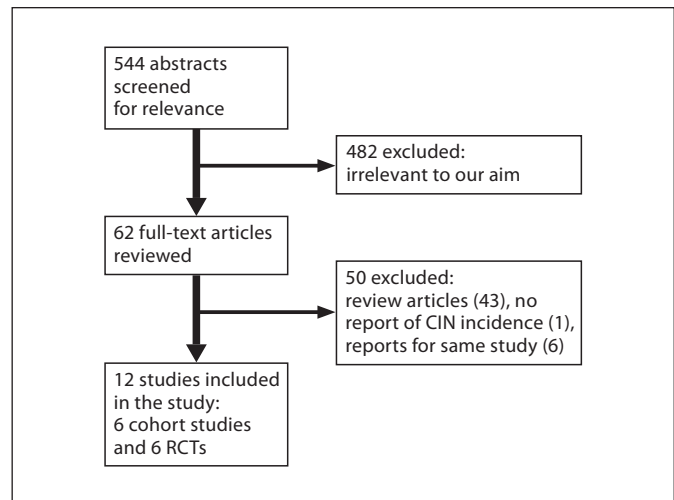 544 abstracts
screened
for relevance
482 excluded:
irrelevant to our aim
62 full-text articles
reviewed
50 excluded:
review articles (43), no
report of CIN incidence (1),
reports for same study (6)
12 studies included
in the study:
6 cohort studies
and 6 RCTs